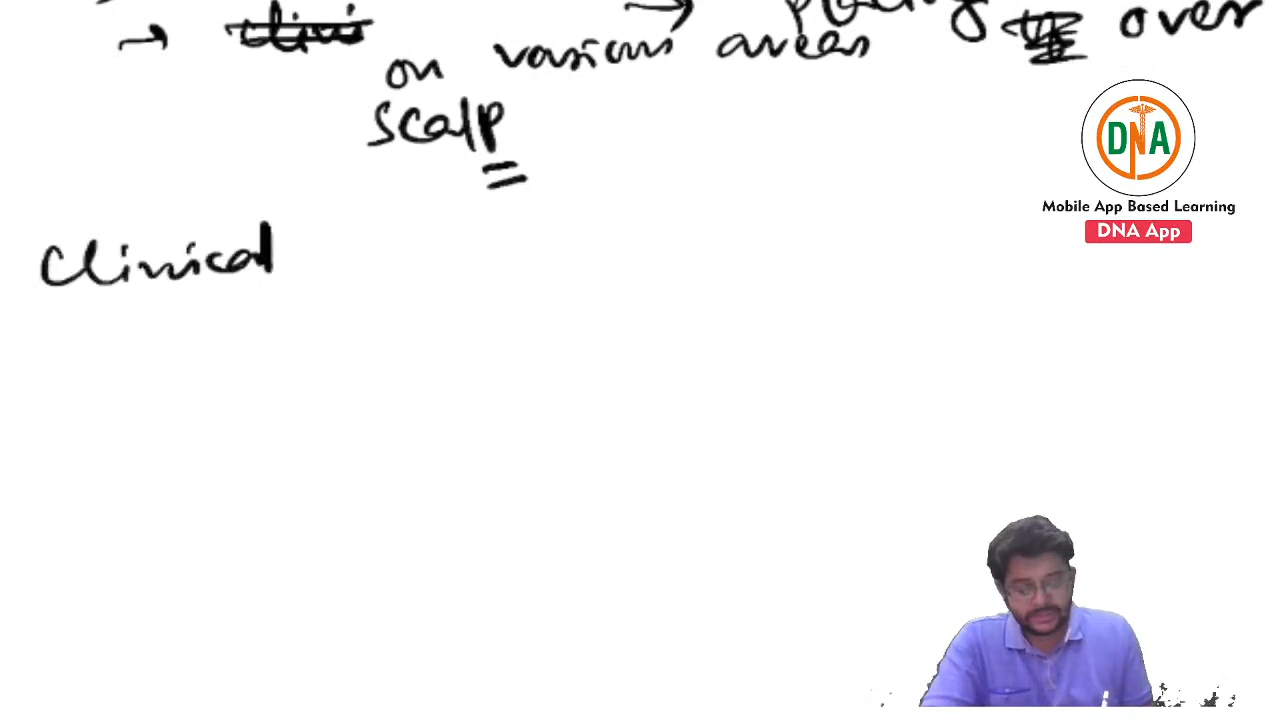 → → over
on various areas
scalp
Clinical
DNA
Mobile App Based Learning
DNA App